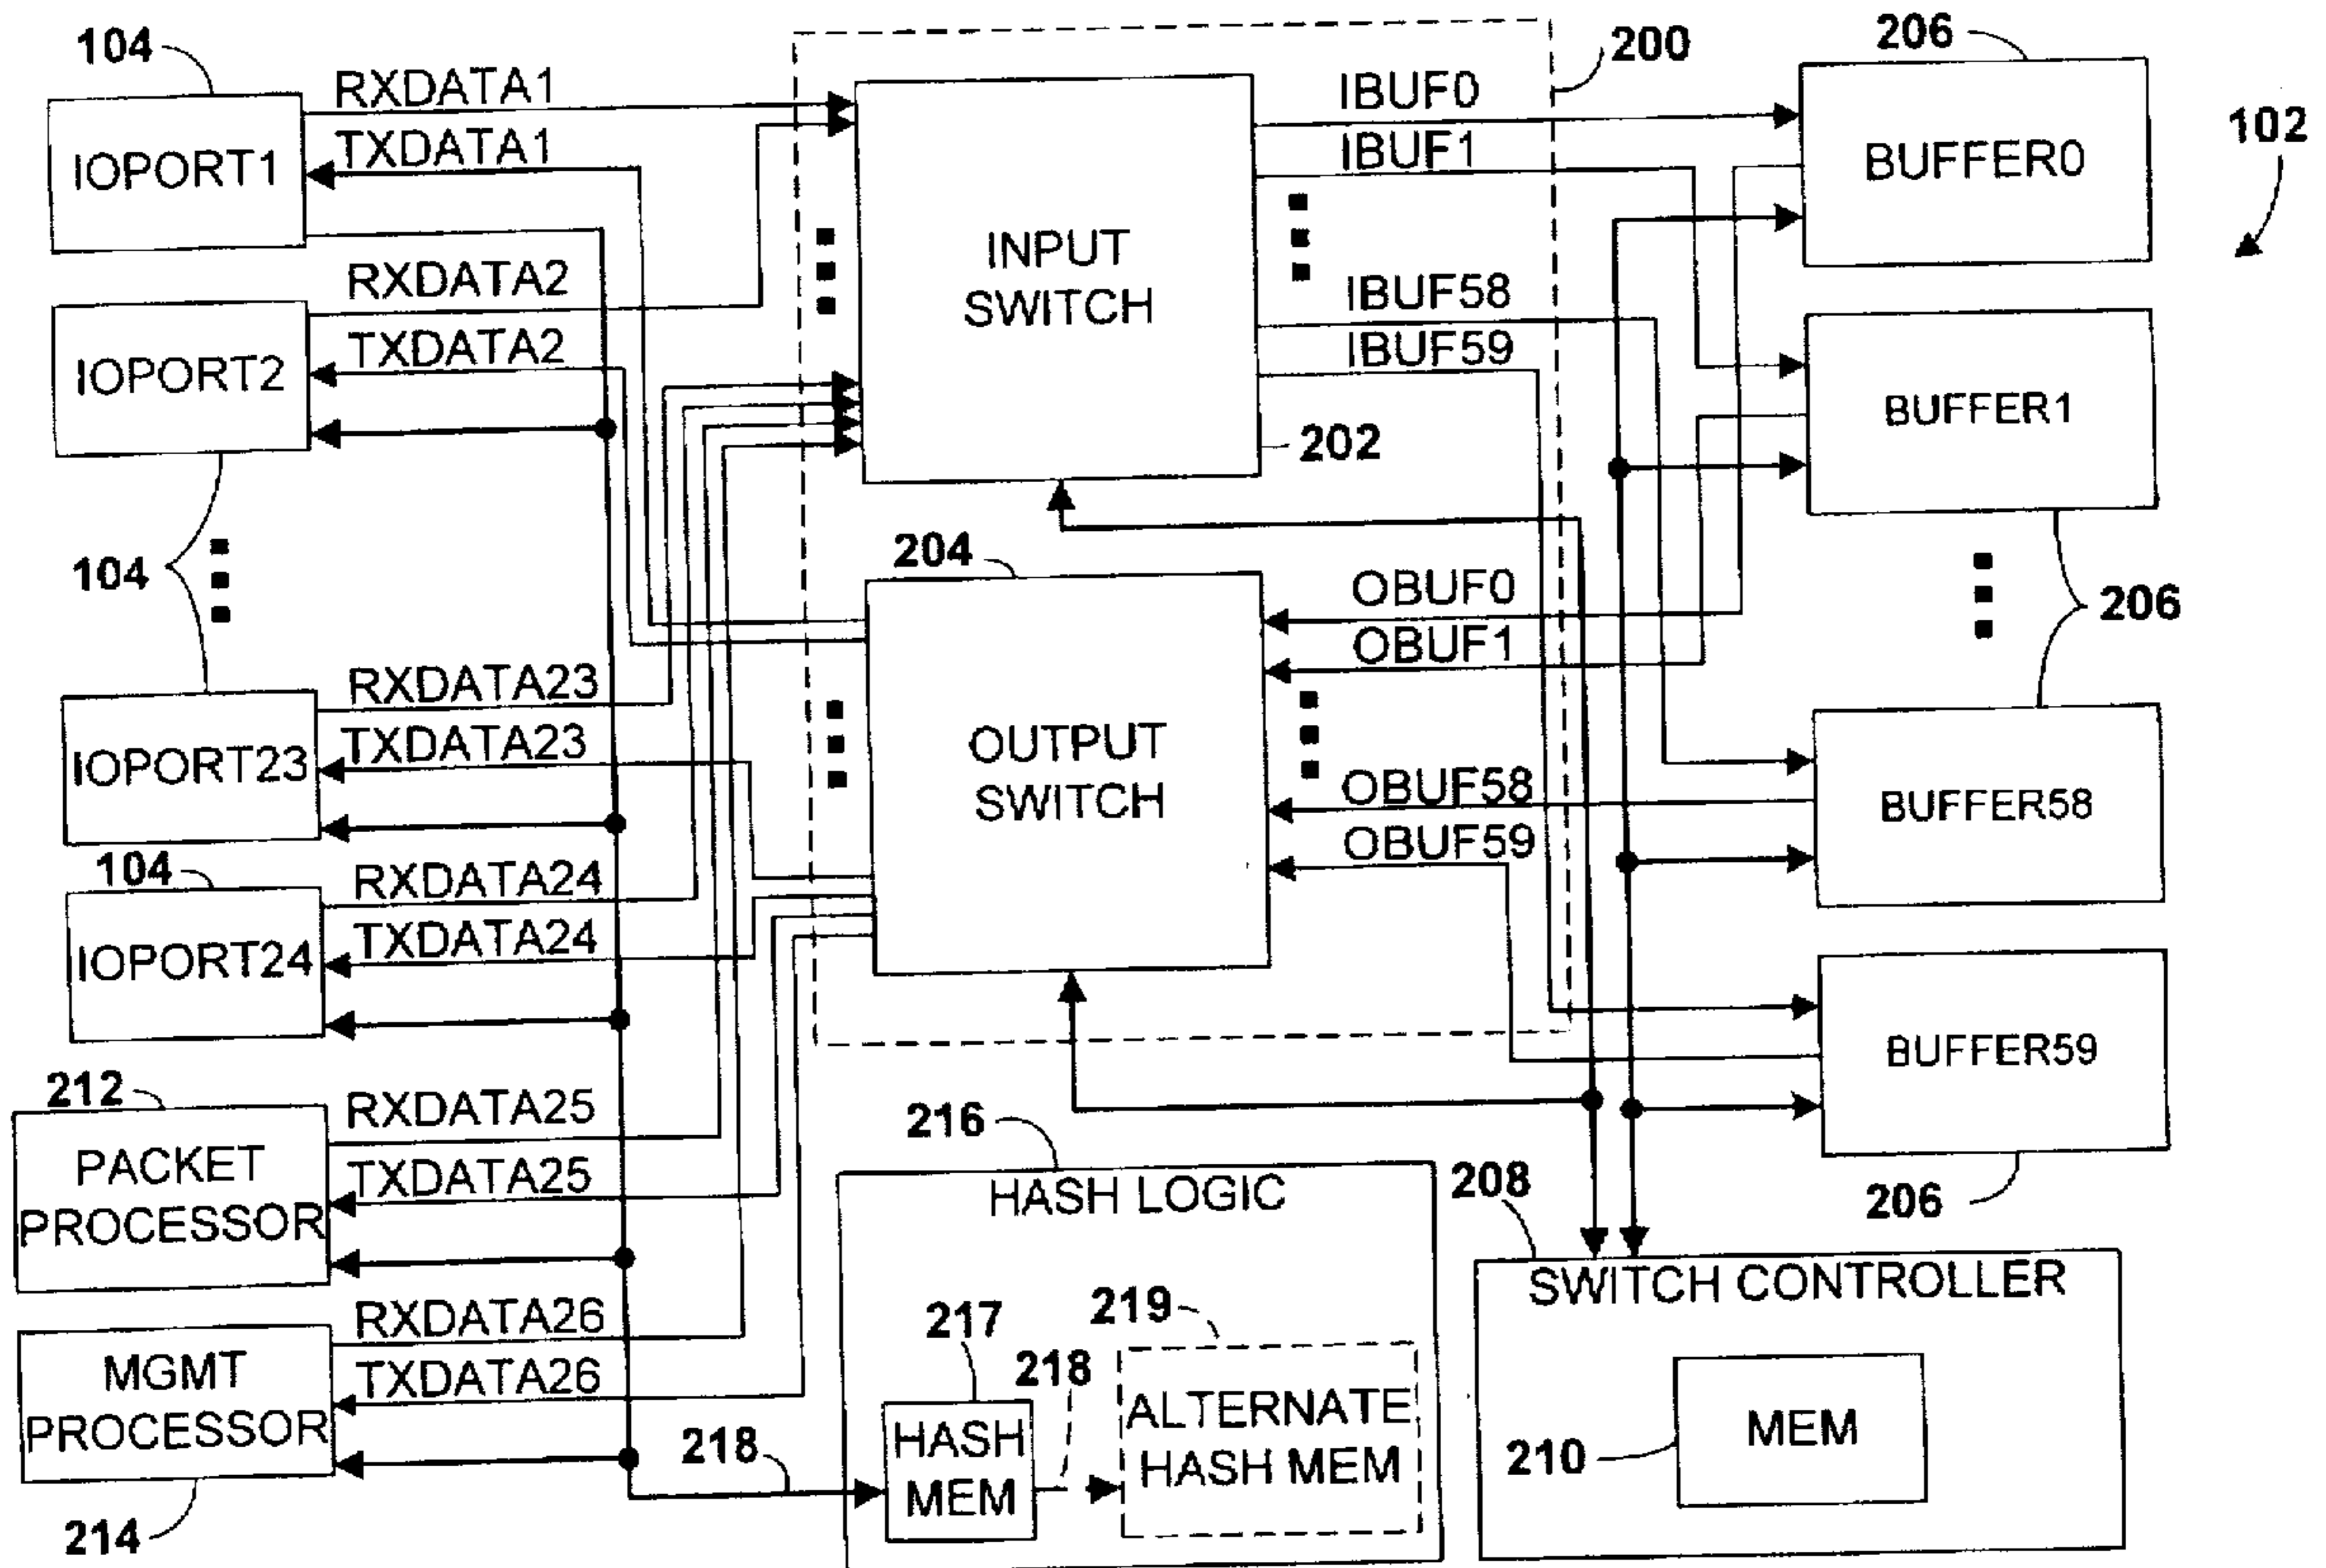 104
RXDATA1
TXDATA1
IOPORT1
RXDATA2
TXDATA2
IOPORT2
104
RXDATA23
TXDATA23
IOPORT23
104
RXDATA24
TXDATA24
IOPORT24
212
RXDATA25
TXDATA25
PACKET
PROCESSOR
RXDATA26
TXDATA26
MGMT
PROCESSOR
214
200
INPUT
SWITCH
202
IBUF0
IBUF1
IBUF58
IBUF59
204
OUTPUT
SWITCH
OBUF0
OBUF1
OBUF58
OBUF59
206
BUFFER0
102
BUFFER1
206
BUFFER58
BUFFER59
206
216
HASH LOGIC
217
HASH
MEM
218
218
219
ALTERNATE
HASH MEM
208
SWITCH CONTROLLER
MEM
210